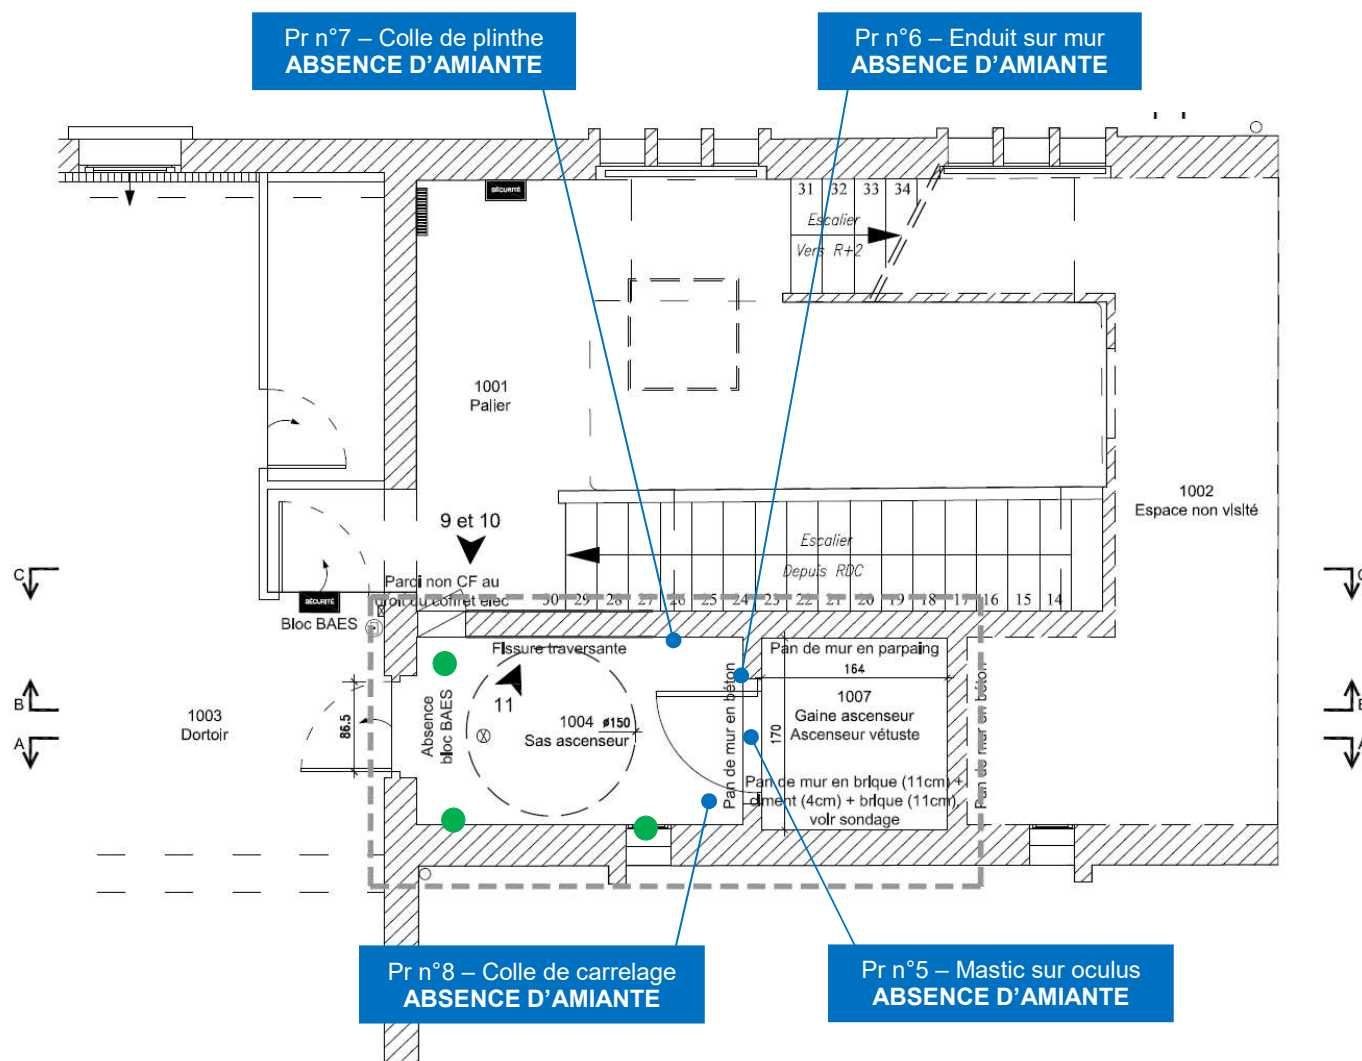 Pr n°7 – Colle de plinthe
ABSENCE D'AMIANTE
Pr n°6 – Enduit sur mur
ABSENCE D'AMIANTE
SÉCURITÉ
31 32 33 34
Escalier
Vers R+2
1001
Palier
1002
Espace non visité
9 et 10
Escalier
Depuis RDC
Paroi non CF au
droit du coffret élec
30 29 28 27 26 25 24 23 22 21 20 19 18 17 16 15 14
C
C
SÉCURITÉ
Bloc BAES
Fissure traversante
Pan de mur en parpaing
164
11
1003
Dortoir
86.5
Absence
bloc BAES
1004
Sas ascenseur
ø150
Pan de mur en béton
170
1007
Gaine ascenseur
Ascenseur vétuste
Pan de mur en brique (11cm) +
ciment (4cm) + brique (11cm),
voir sondage
Pan de mur en béton
B
B
A
A
Pr n°8 – Colle de carrelage
ABSENCE D'AMIANTE
Pr n°5 – Mastic sur oculus
ABSENCE D'AMIANTE